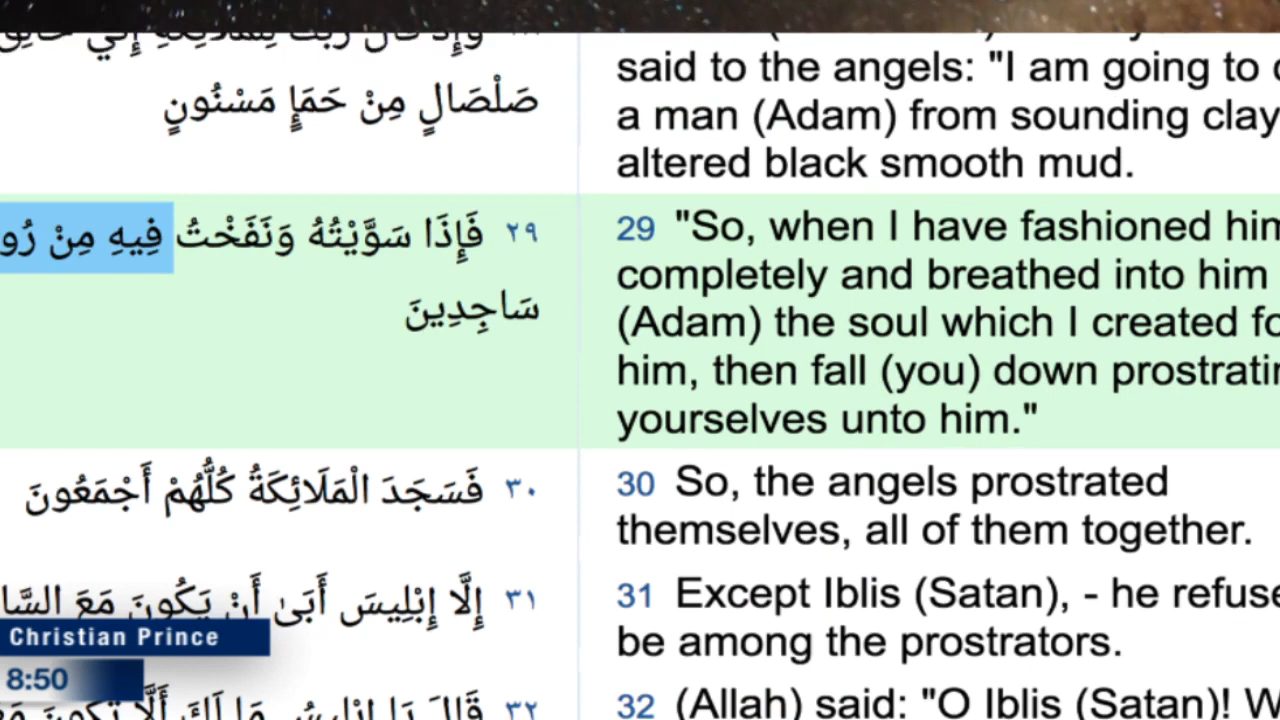 صَلْصَالٍ مِنْ حَمَإٍ مَسْنُونٍ
٢٩ فَإِذَا سَوَّيْتُهُ وَنَفَخْتُ فِيهِ مِنْ
سَاجِدِينَ
٣٠ فَسَجَدَ الْمَلَائِكَةُ كُلُّهُمْ أَجْمَعُونَ
٣١ إِلَّا إِبْلِيسَ أَبَىٰ أَنْ يَكُونَ مَعَ
٣٢ قَالَ يَا إِبْلِيسُ مَا لَكَ أَلَّا تَكُونَ
said to the angels: "I am going to
a man (Adam) from sounding clay
altered black smooth mud.
29 "So, when I have fashioned him
completely and breathed into him
(Adam) the soul which I created
him, then fall (you) down
yourselves unto him."
30 So, the angels prostrated
themselves, all of them together.
31 Except Iblis (Satan), - he
be among the prostrators.
32 (Allah) said: "O Iblis (Satan)!
Christian Prince
8:50